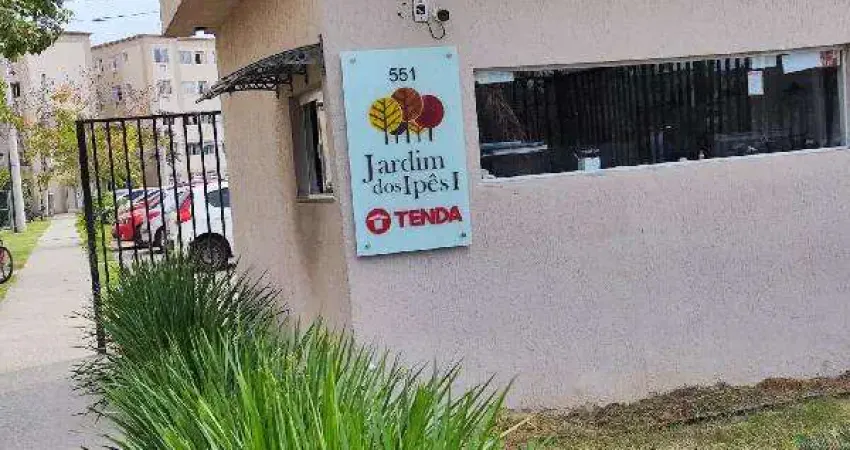 551
Jardim
dos Ipês I
TENDA